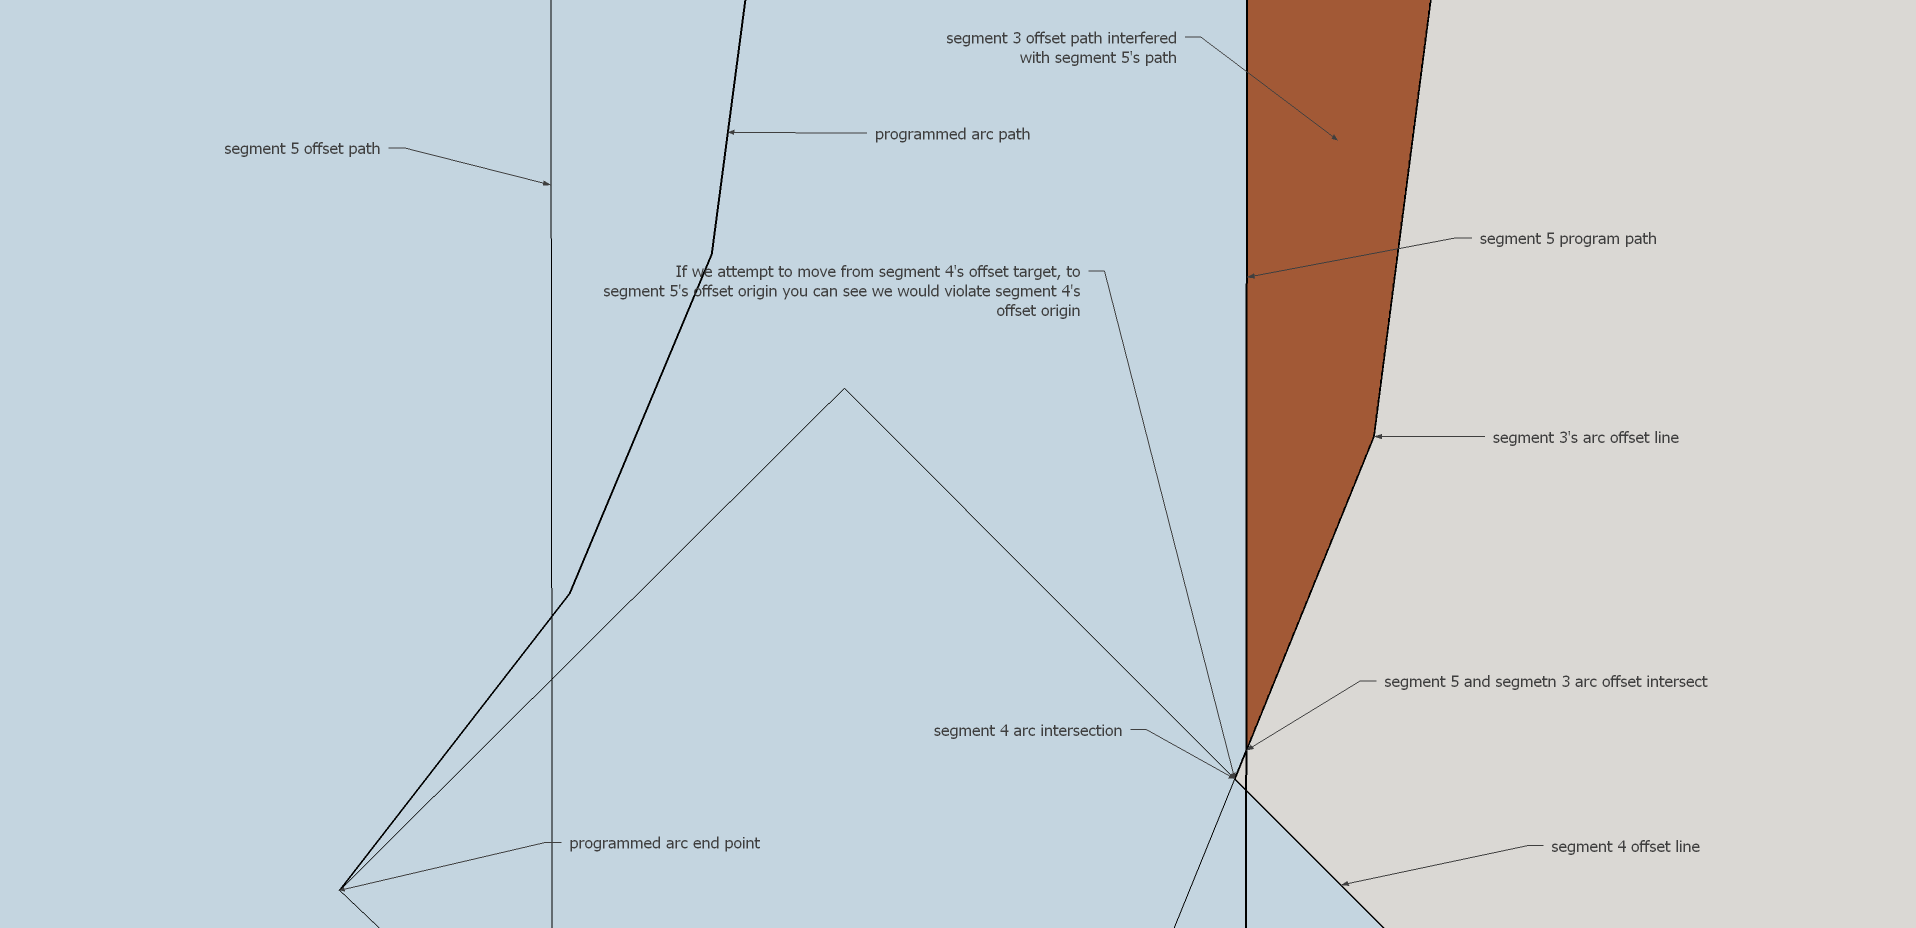 segment 3 offset path interfered
with segment 5's path
programmed arc path
segment 5 offset path
segment 5 program path
If we attempt to move from segment 4's offset target, to
segment 5's offset origin you can see we would violate segment 4's
offset origin
segment 3's arc offset line
segment 5 and segmetn 3 arc offset intersect
segment 4 arc intersection
programmed arc end point
segment 4 offset line